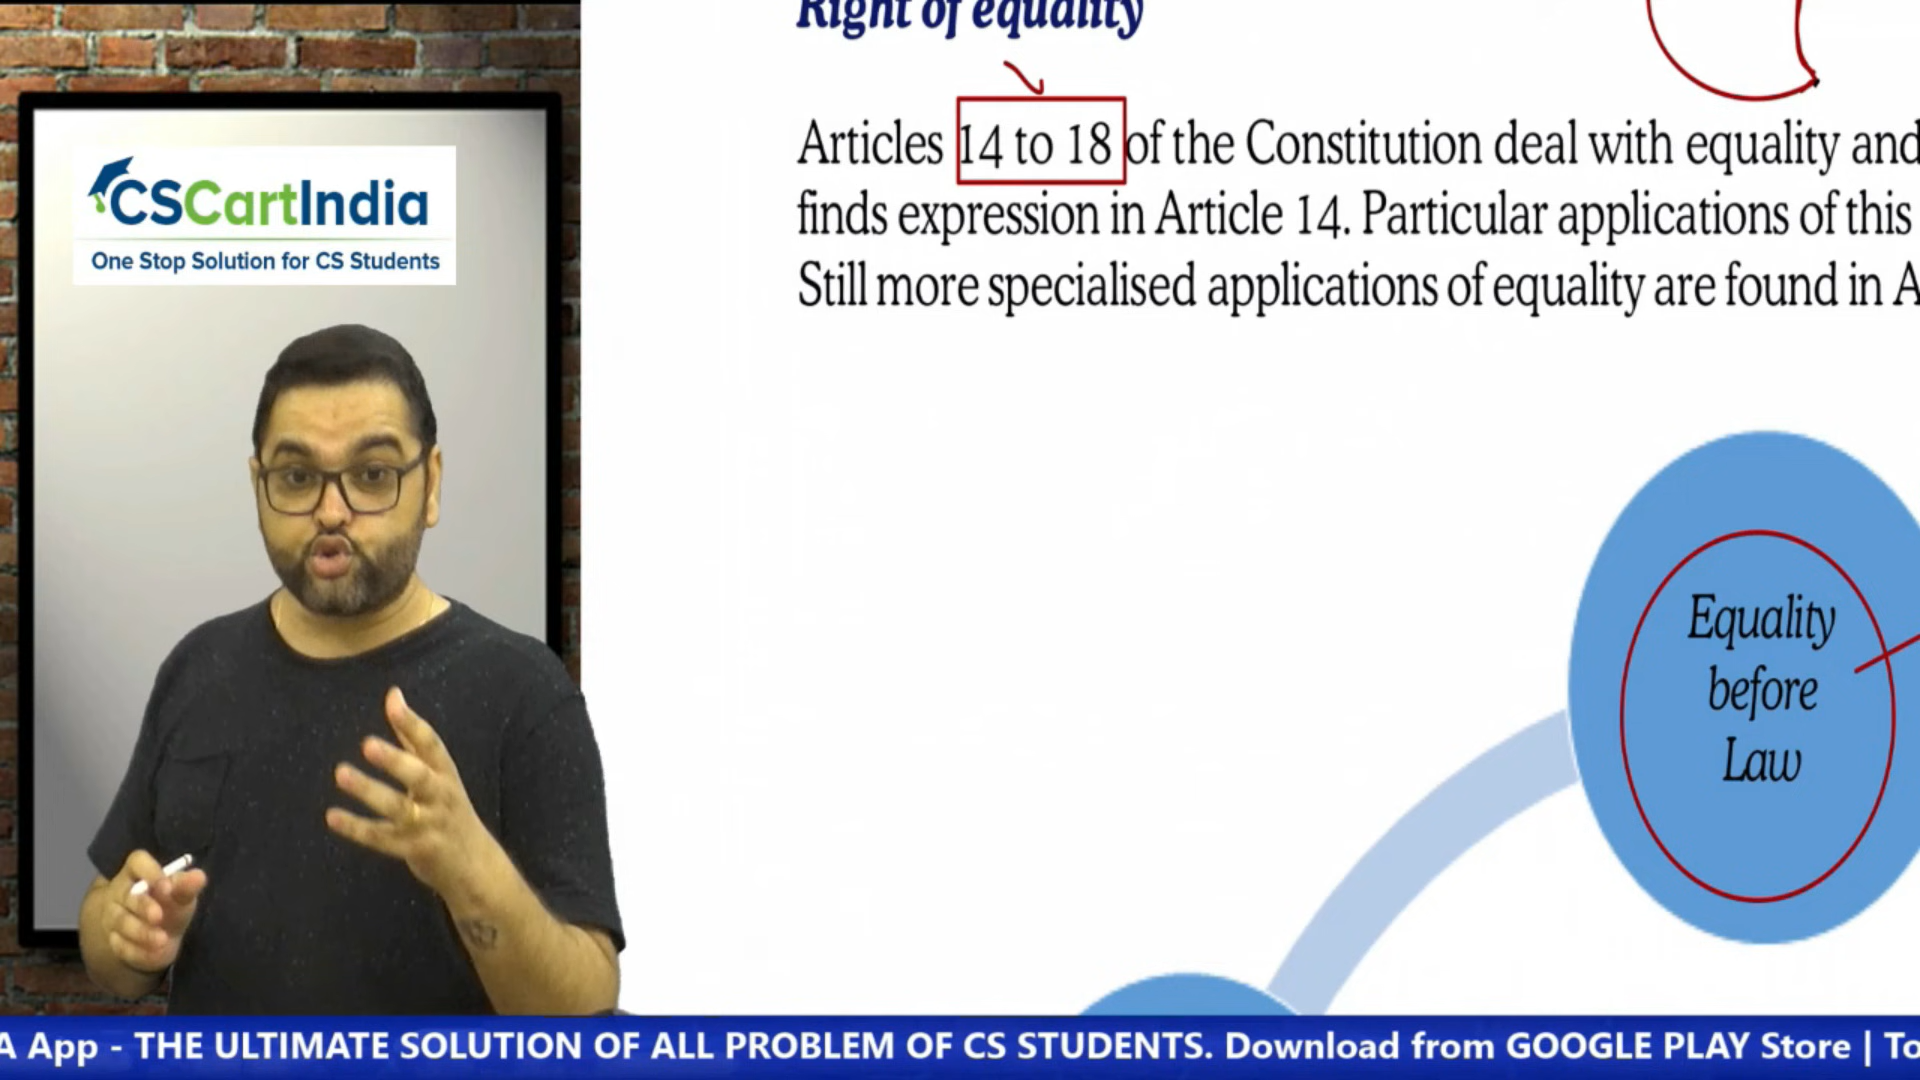 Right of equality
Articles 14 to 18 of the Constitution deal with equality and
finds expression in Article 14. Particular applications of this
Still more specialised applications of equality are found in A
CSCartIndia
One Stop Solution for CS Students
Equality
before
Law
A App - THE ULTIMATE SOLUTION OF ALL PROBLEM OF CS STUDENTS. Download from GOOGLE PLAY Store | To